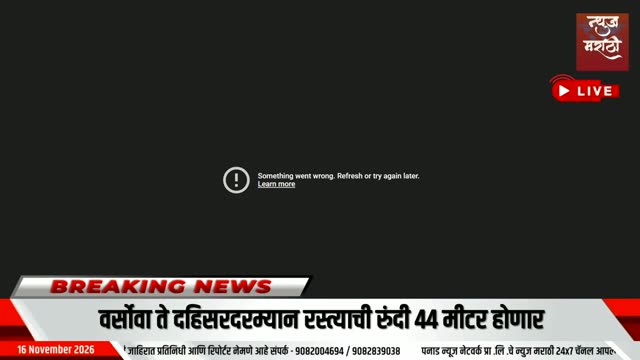 न्यूज
मराठी
LIVE
Something went wrong. Refresh or try again later.
Learn more
BREAKING NEWS
वर्सोवा ते दहिसरदरम्यान रस्त्याची रुंदी 44 मीटर होणार
16 November 2026
जाहिरात प्रतिनिधी आणि रिपोर्टर नेमणे आहे संपर्क - 9082004694 / 9082839038 पनाड न्यूज नेटवर्क प्रा .लि .चे न्युज मराठी 24x7 चॅनल